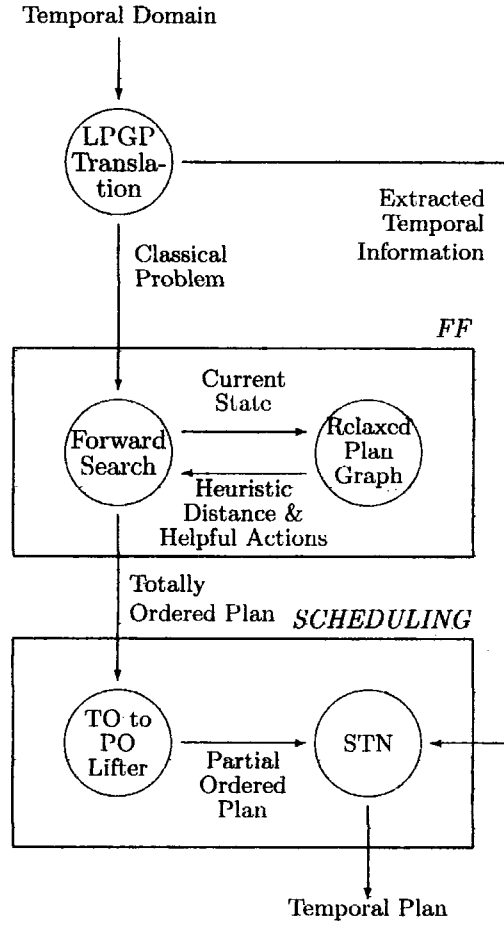 Temporal Domain
LPGP
Transla-
tion
Extracted
Temporal
Information
Classical
Problem
FF
Current
State
Forward
Search
Relaxed
Plan
Graph
Heuristic
Distance &
Helpful Actions
Totally
Ordered Plan
SCHEDULING
TO to
PO
Lifter
STN
Partial
Ordered
Plan
Temporal Plan